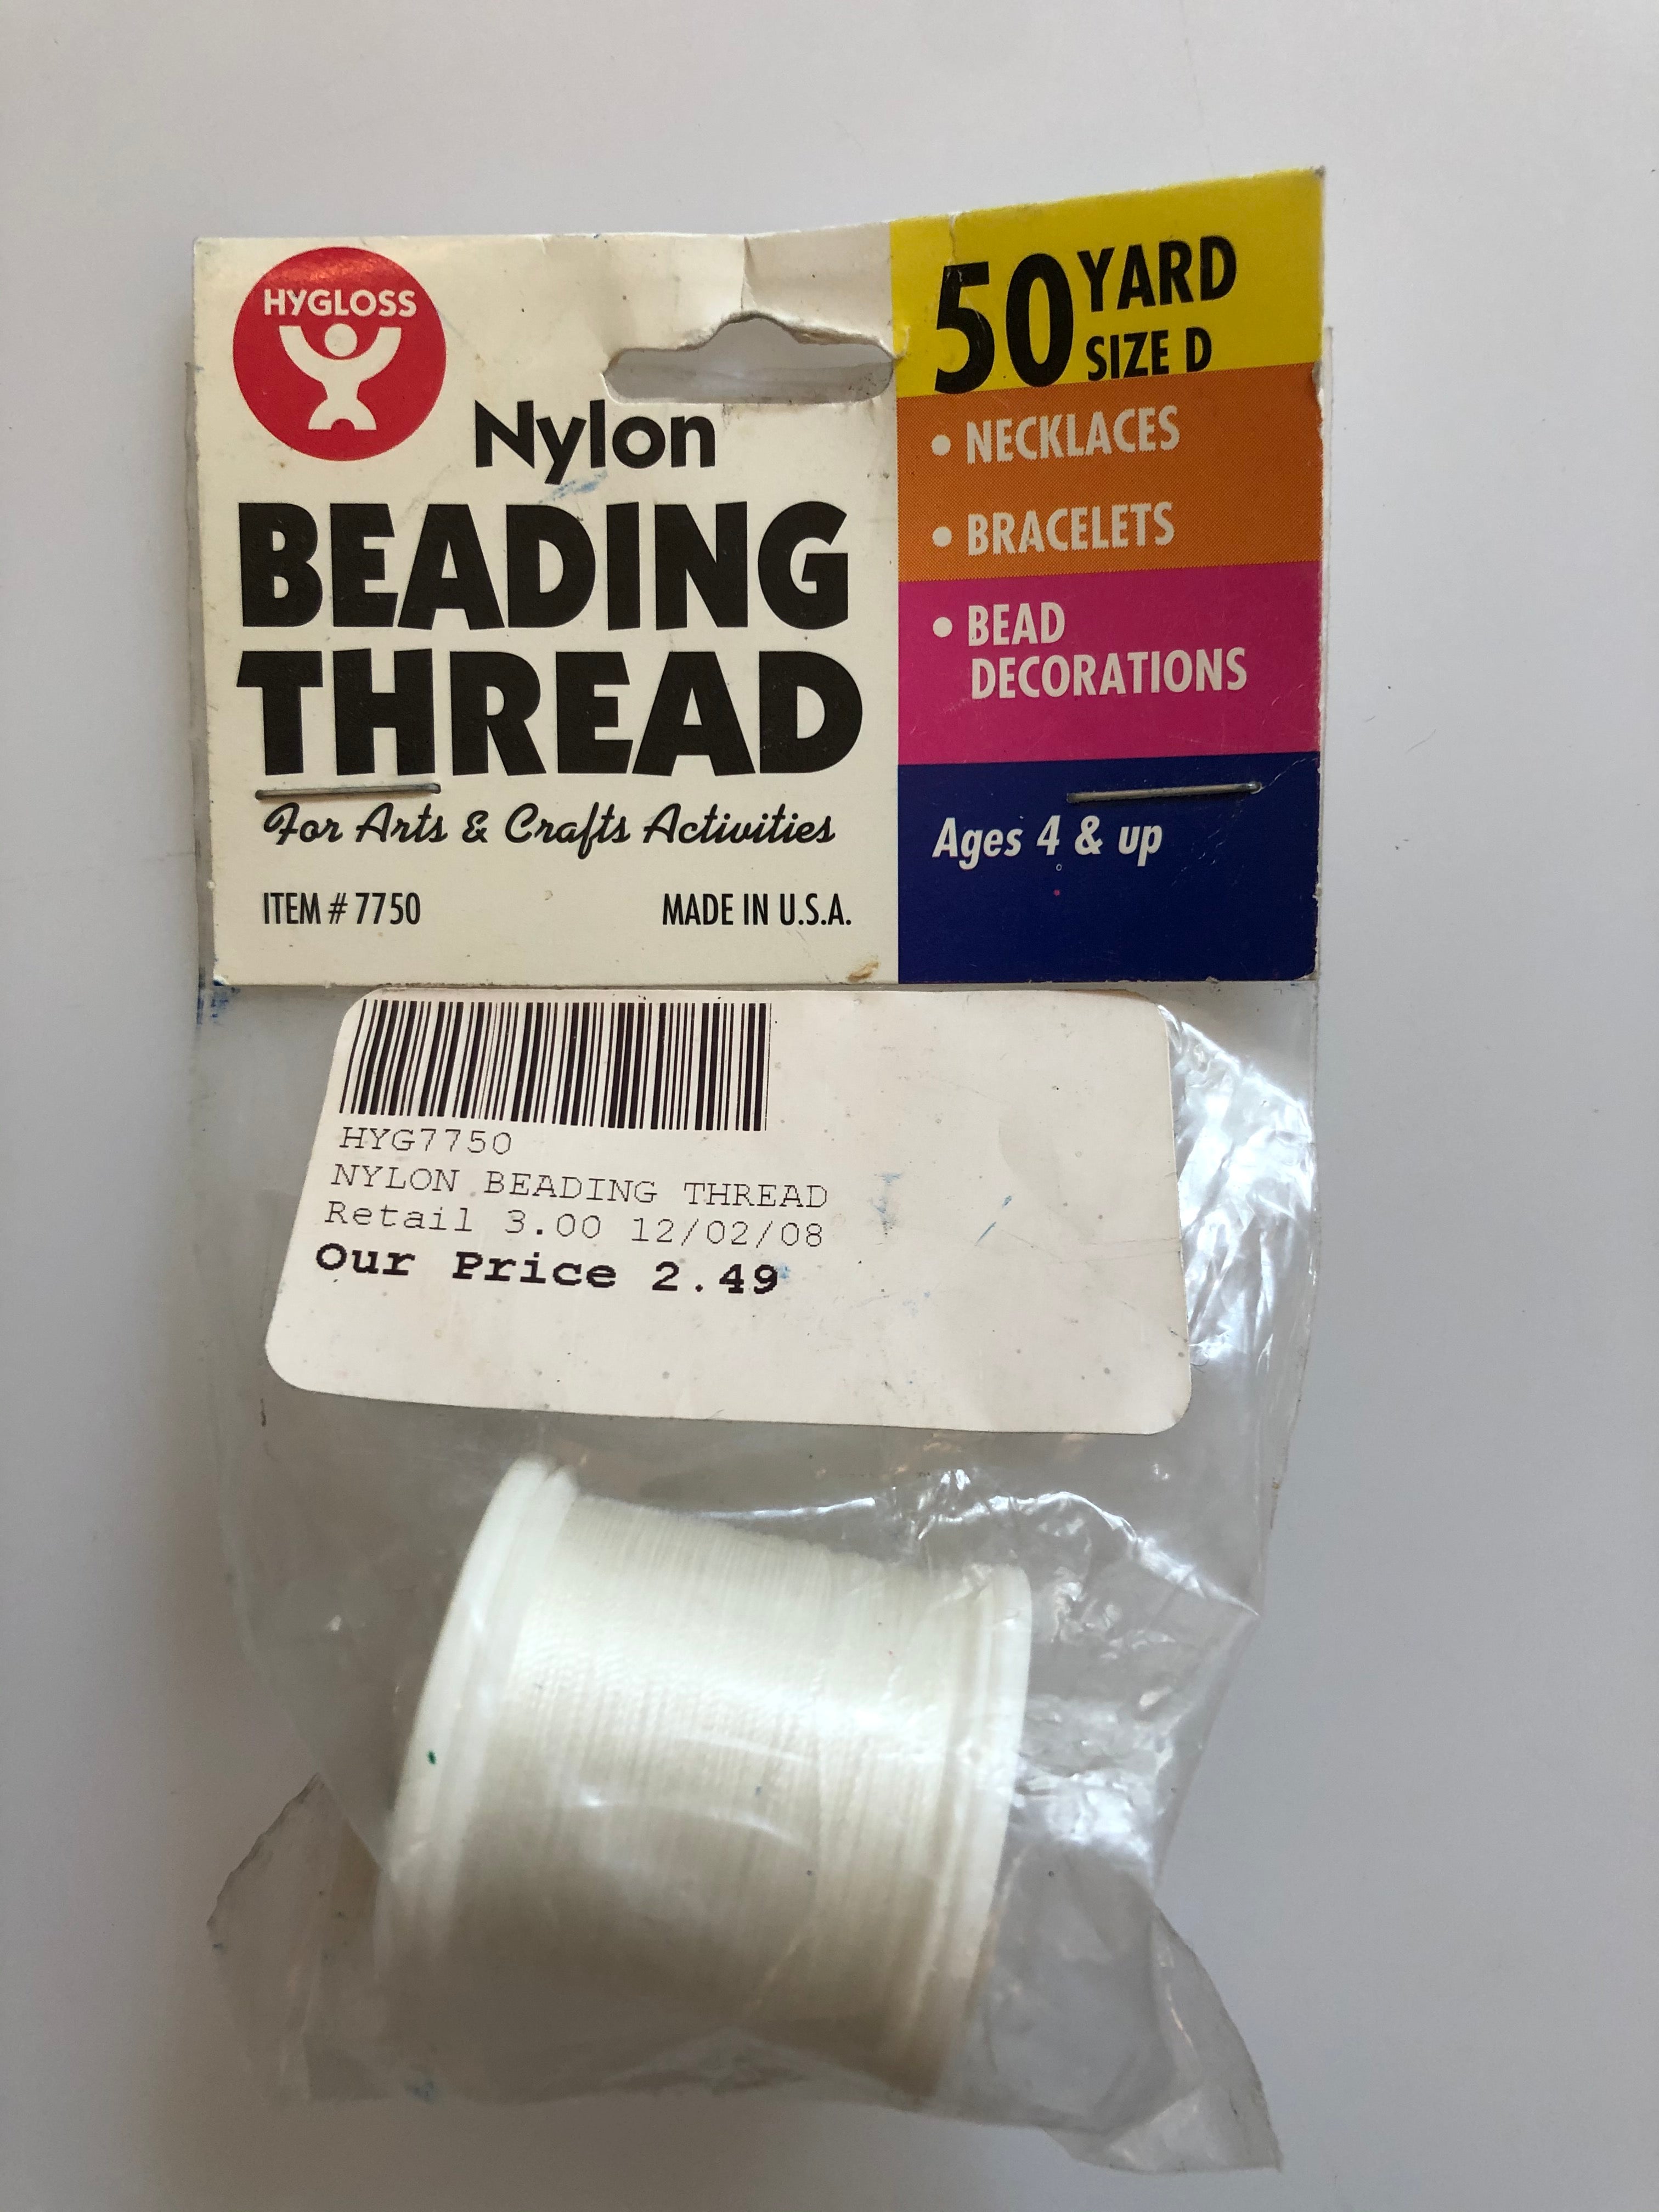 HYGLOSS
Nylon
BEADING
THREAD
For Arts & Crafts Activities
ITEM # 7750
MADE IN U.S.A.
50 YARD
SIZE D
• NECKLACES
• BRACELETS
• BEAD
DECORATIONS
Ages 4 & up
HYG7750
NYLON BEADING THREAD
Retail 3.00 12/02/08
Our Price 2.49